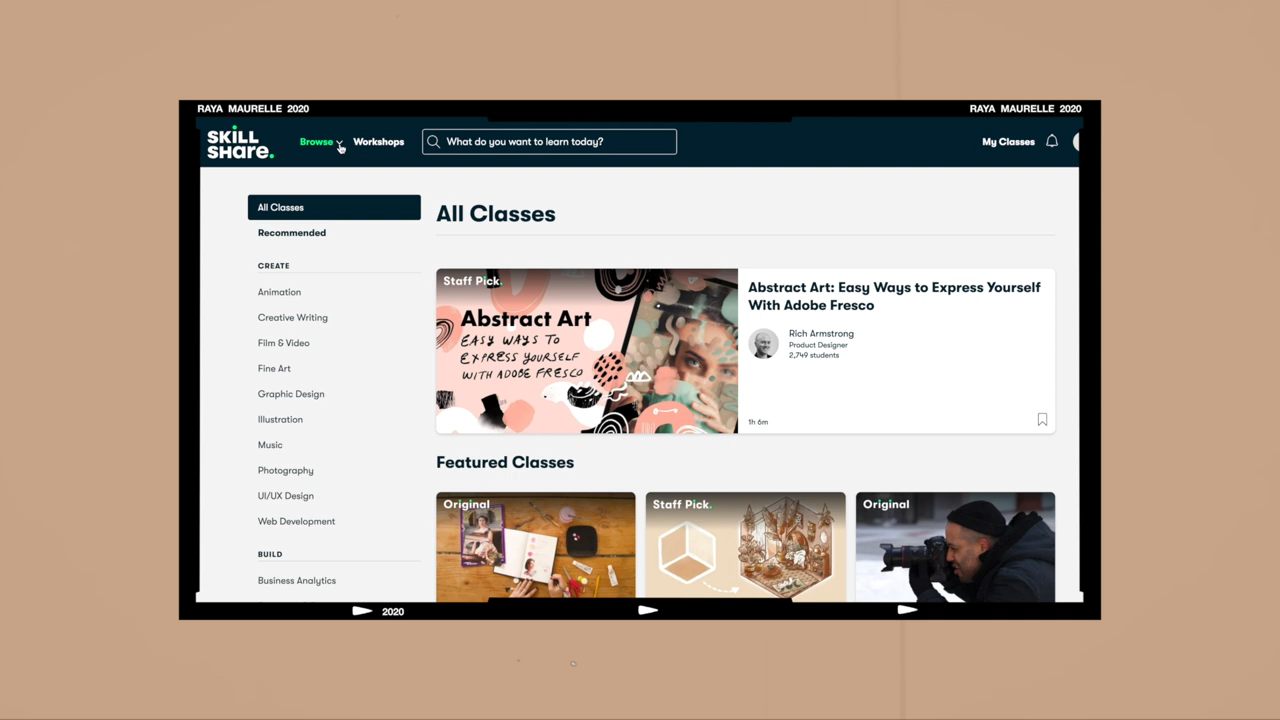 RAYA MAURELLE 2020
RAYA MAURELLE 2020
SKILL
SHARE.
Browse
Workshops
What do you want to learn today?
My Classes
All Classes
Recommended
CREATE
Animation
Creative Writing
Film & Video
Fine Art
Graphic Design
Illustration
Music
Photography
UI/UX Design
Web Development
BUILD
Business Analytics
All Classes
Staff Pick.
Abstract Art
EASY WAYS TO
EXPRESS YOURSELF
WITH ADOBE FRESCO
Abstract Art: Easy Ways to Express Yourself
With Adobe Fresco
Rich Armstrong
Product Designer
2,749 students
1h 6m
Featured Classes
Original
Staff Pick.
Original
2020